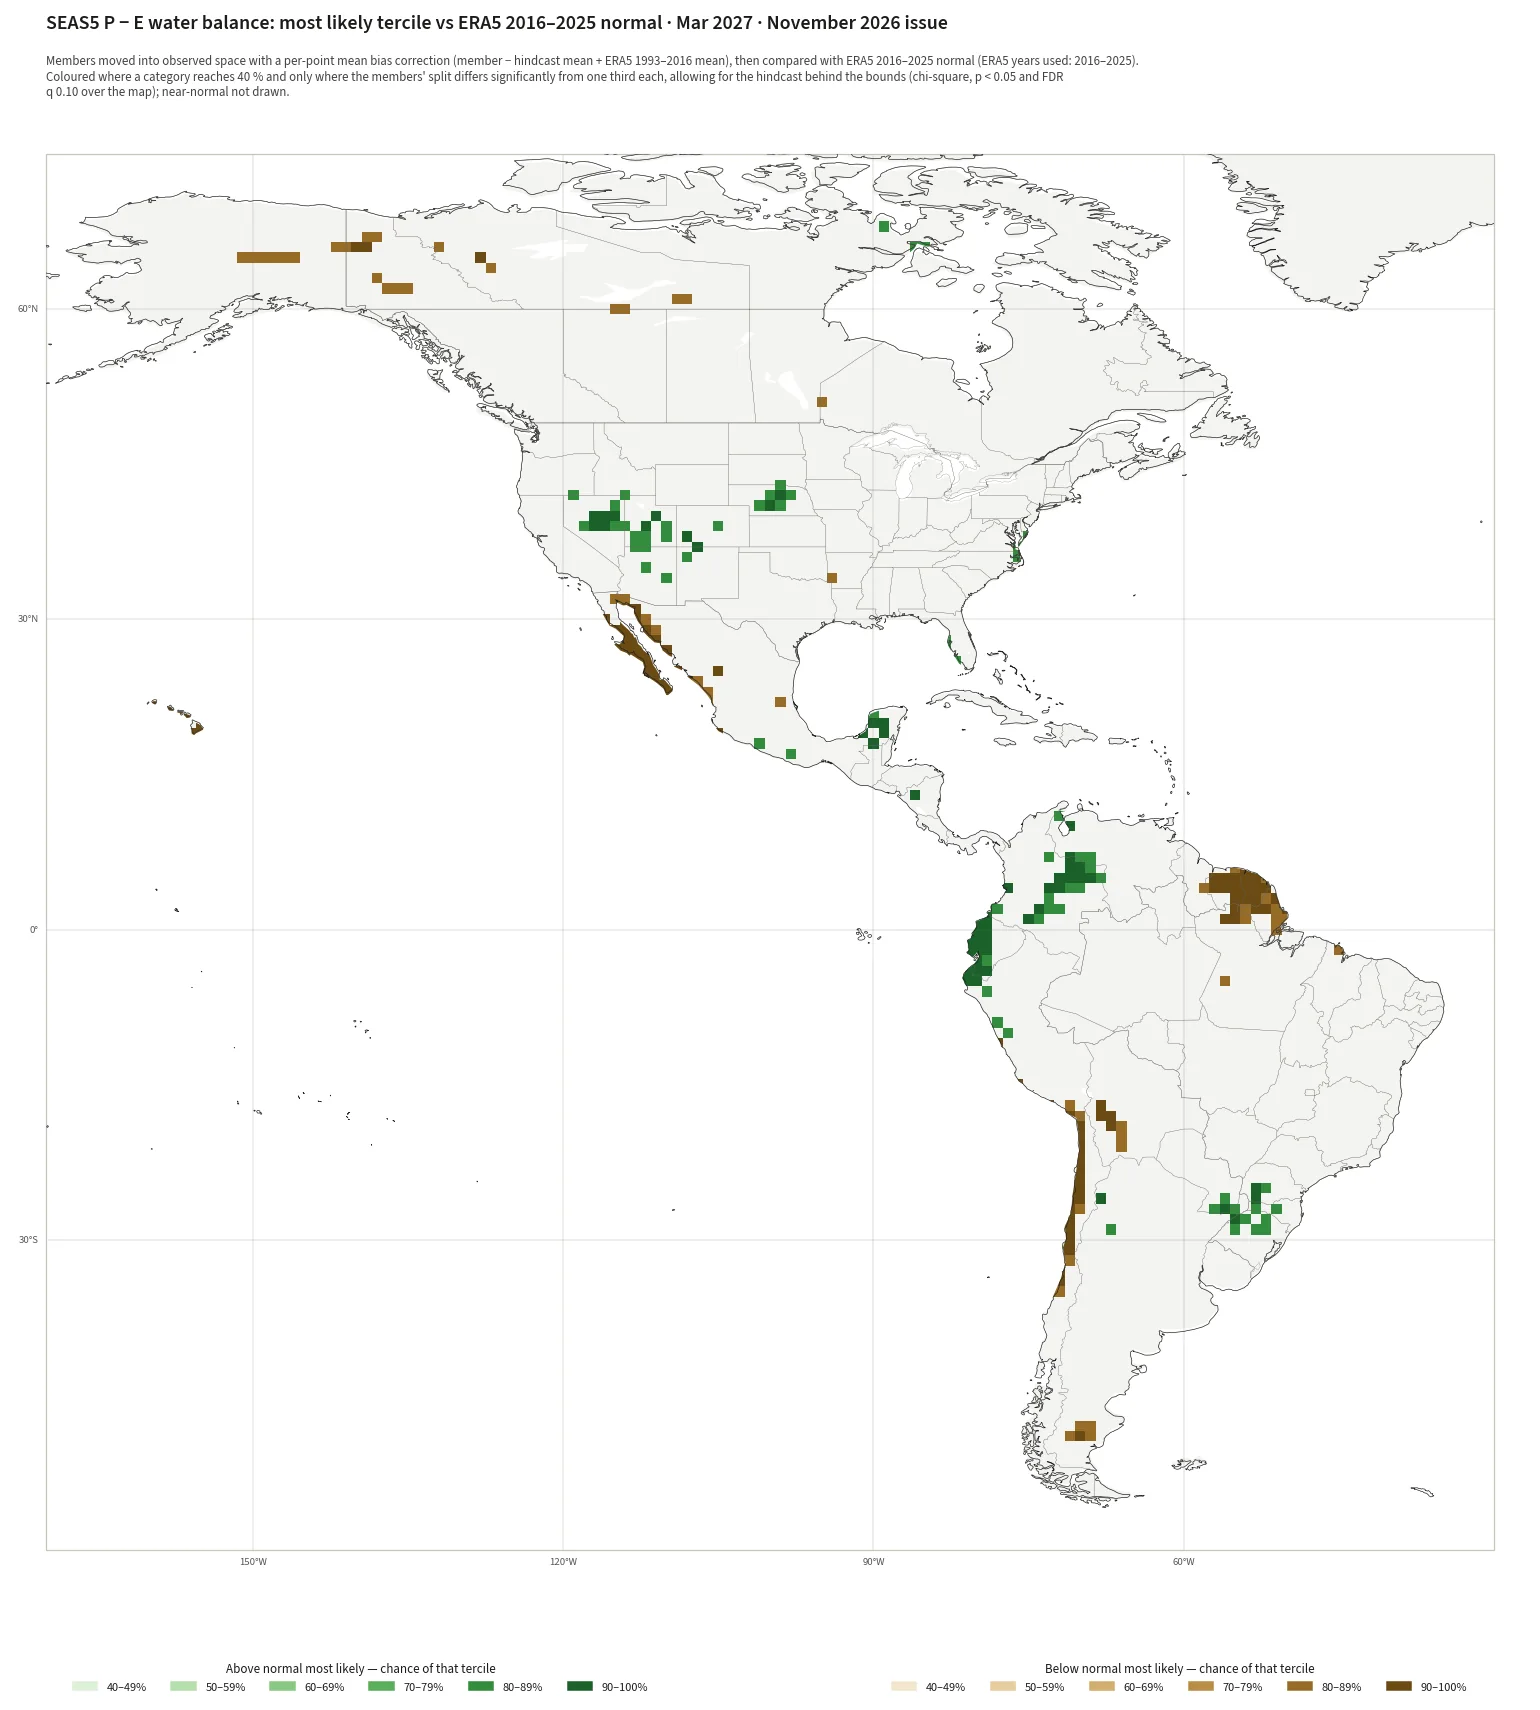 SEAS5 P − E water balance: most likely tercile vs ERA5 2016–2025 normal · Mar 2027 · November 2026 issue
Members moved into observed space with a per-point mean bias correction (member − hindcast mean + ERA5 1993–2016 mean), then compared with ERA5 2016–2025 normal (ERA5 years used: 2016–2025).
Coloured where a category reaches 40 % and only where the members' split differs significantly from one third each, allowing for the hindcast behind the bounds (chi-square, p < 0.05 and FDR
q 0.10 over the map); near-normal not drawn.
60°N
30°N
0°
30°S
150°W 120°W 90°W 60°W
Above normal most likely — chance of that tercile
40–49% 50–59% 60–69% 70–79% 80–89% 90–100%
Below normal most likely — chance of that tercile
40–49% 50–59% 60–69% 70–79% 80–89% 90–100%